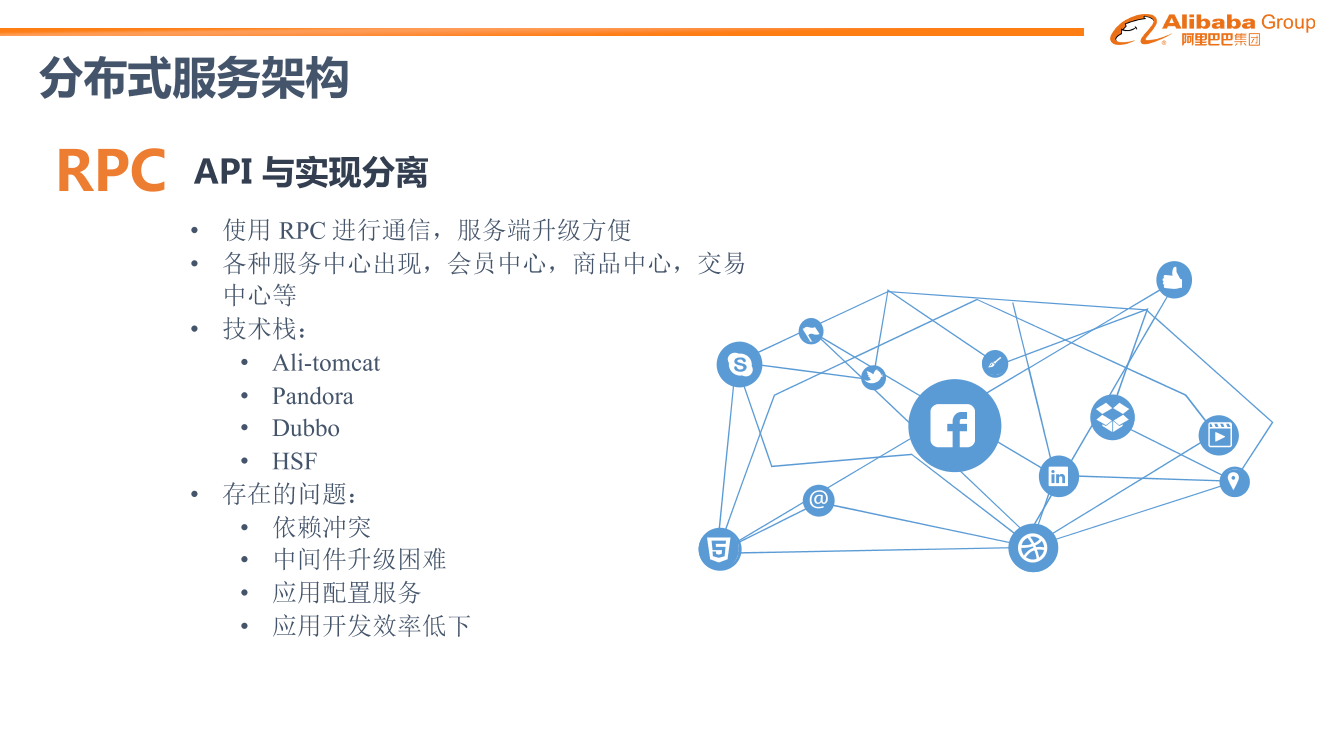 Alibaba Group
阿里巴巴集团
分布式服务架构
RPC API 与实现分离
• 使用 RPC 进行通信，服务端升级方便
• 各种服务中心出现，会员中心，商品中心，交易
中心等
• 技术栈：
• Ali-tomcat
• Pandora
• Dubbo
• HSF
• 存在的问题：
• 依赖冲突
• 中间件升级困难
• 应用配置服务
• 应用开发效率低下
S
f
in
@
5